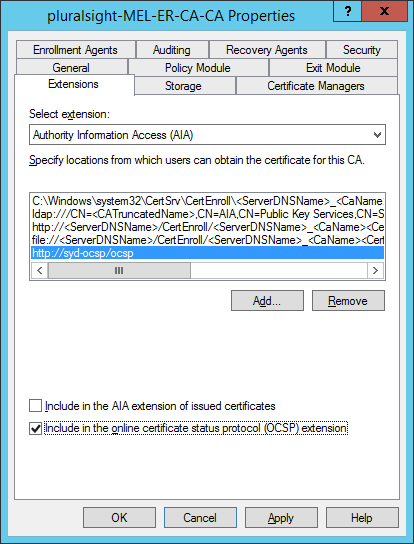 pluralsight-MEL-ER-CA-CA Properties
? x
Enrollment Agents Auditing Recovery Agents Security
General Policy Module Exit Module
Extensions Storage Certificate Managers
Select extension:
Authority Information Access (AIA)
Specify locations from which users can obtain the certificate for this CA.
C:\Windows\system32\CertSrv\CertEnroll\<ServerDNSName>_<CaName
ldap:///CN=<CATruncatedName>,CN=AIA,CN=Public Key Services,CN=S
http://<ServerDNSName>/CertEnroll/<ServerDNSName>_<CaName><Ce
file://<ServerDNSName>/CertEnroll/<ServerDNSName>_<CaName><Cert
http://syd-ocsp/ocsp
Add... Remove
Include in the AIA extension of issued certificates
Include in the online certificate status protocol (OCSP) extension
OK Cancel Apply Help